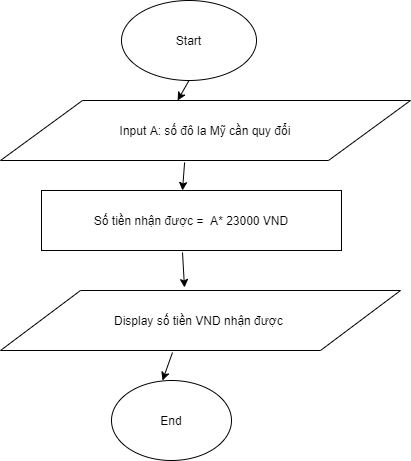 Start
Input A: số đô la Mỹ cần quy đổi
Số tiền nhận được = A* 23000 VND
Display số tiền VND nhận được
End